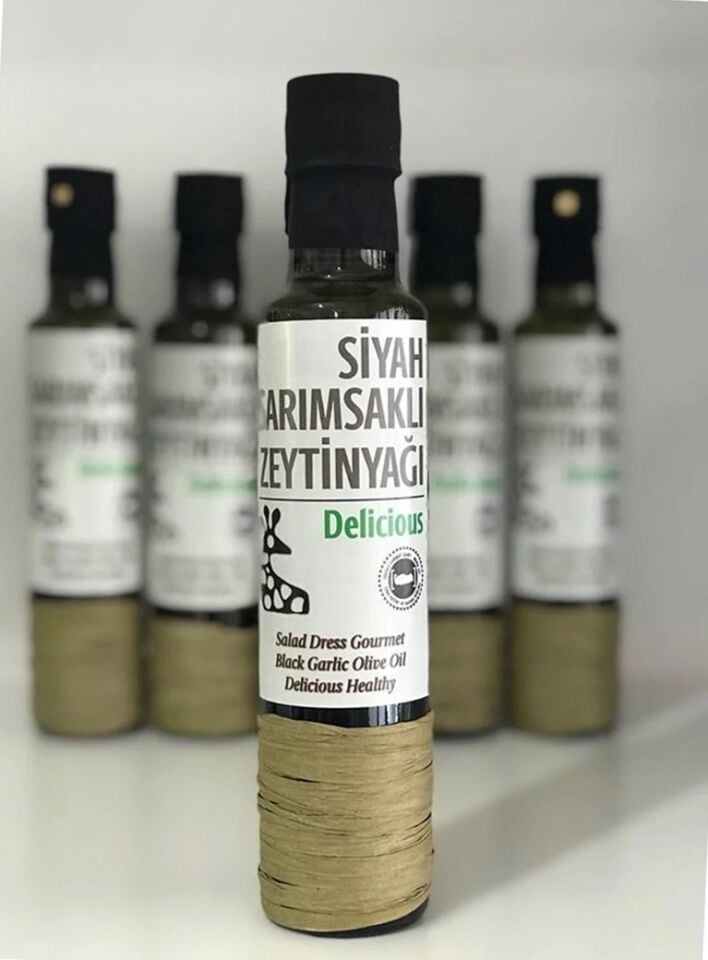 SİYAH
SARIMSAKLI
ZEYTİNYAĞI
Delicious
Salad Dress Gourmet
Black Garlic Olive Oil
Delicious Healthy